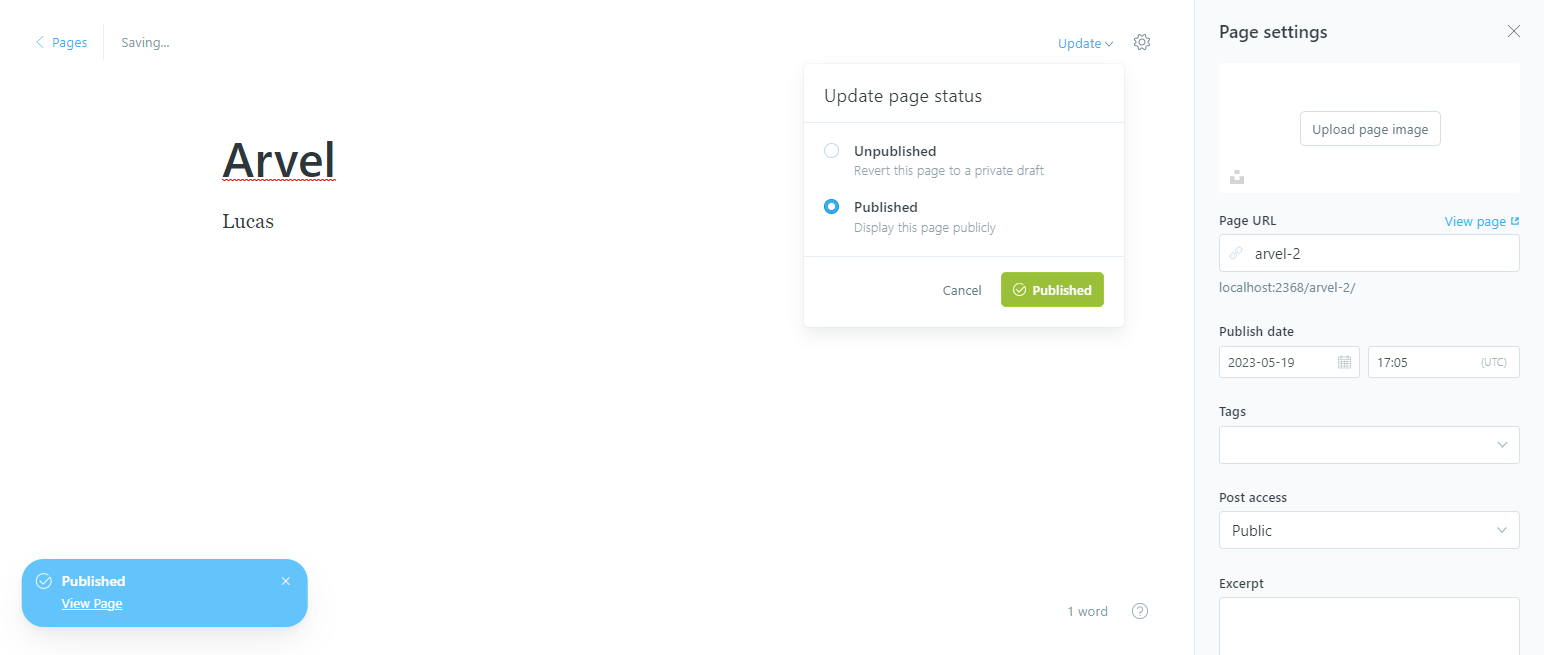 Pages
Saving...
Update
Update page status
Unpublished
Revert this page to a private draft
Published
Display this page publicly
Cancel
Published
Arvel
Lucas
Published
View Page
1 word
?
Page settings
Upload page image
Page URL
View page
arvel-2
localhost:2368/arvel-2/
Publish date
2023-05-19
17:05 (UTC)
Tags
Post access
Public
Excerpt